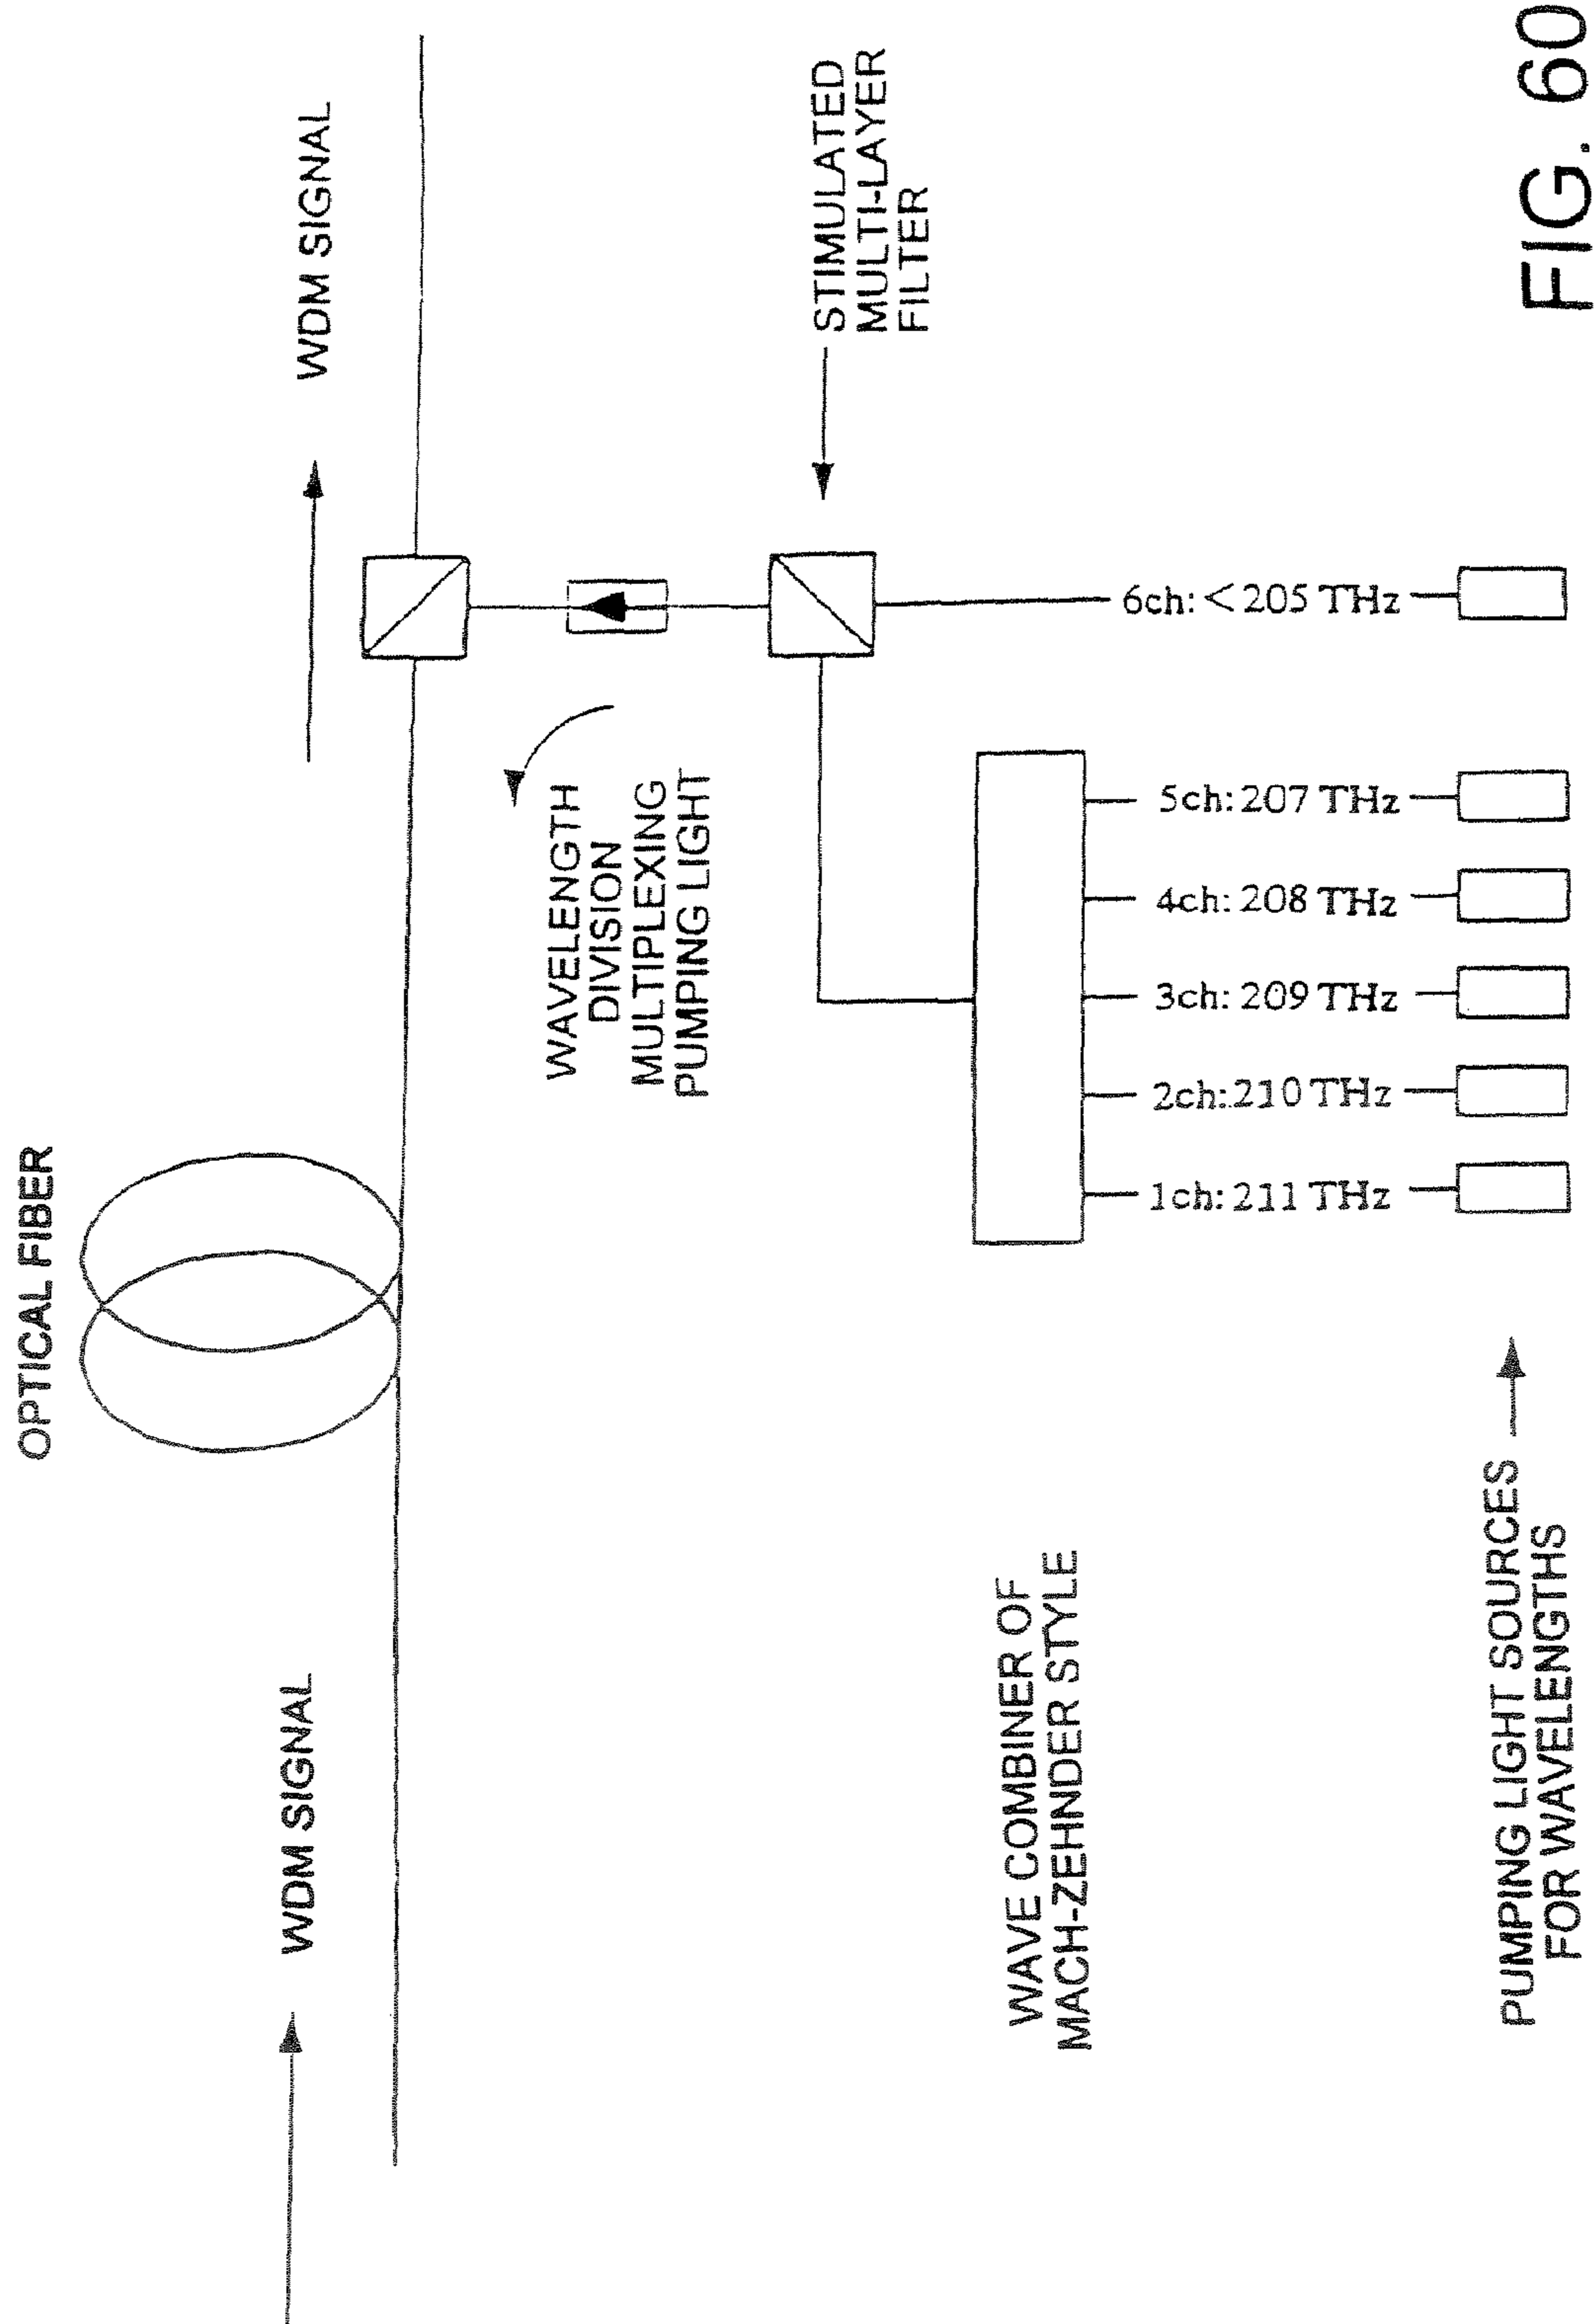 OPTICAL FIBER
WDM SIGNAL
WDM SIGNAL
WAVELENGTH
DIVISION
MULTIPLEXING
PUMPING LIGHT
STIMULATED
MULTI-LAYER
FILTER
WAVE COMBINER OF
MACH-ZEHNDER STYLE
1ch: 211 THz
2ch: 210 THz
3ch: 209 THz
4ch: 208 THz
5ch: 207 THz
6ch: < 205 THz
PUMPING LIGHT SOURCES
FOR WAVELENGTHS
FIG. 60